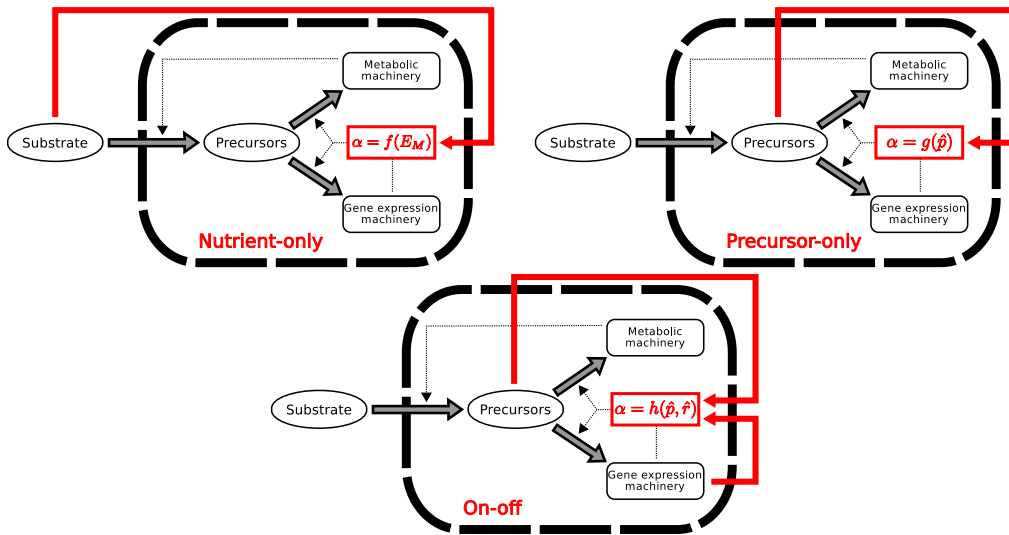 Metabolic
machinery
Substrate
Precursors
α = f(E_M)
Gene expression
machinery
Nutrient-only
Metabolic
machinery
Substrate
Precursors
α = g(p̂)
Gene expression
machinery
Precursor-only
Metabolic
machinery
Substrate
Precursors
α = h(p̂, r̂)
Gene expression
machinery
On-off